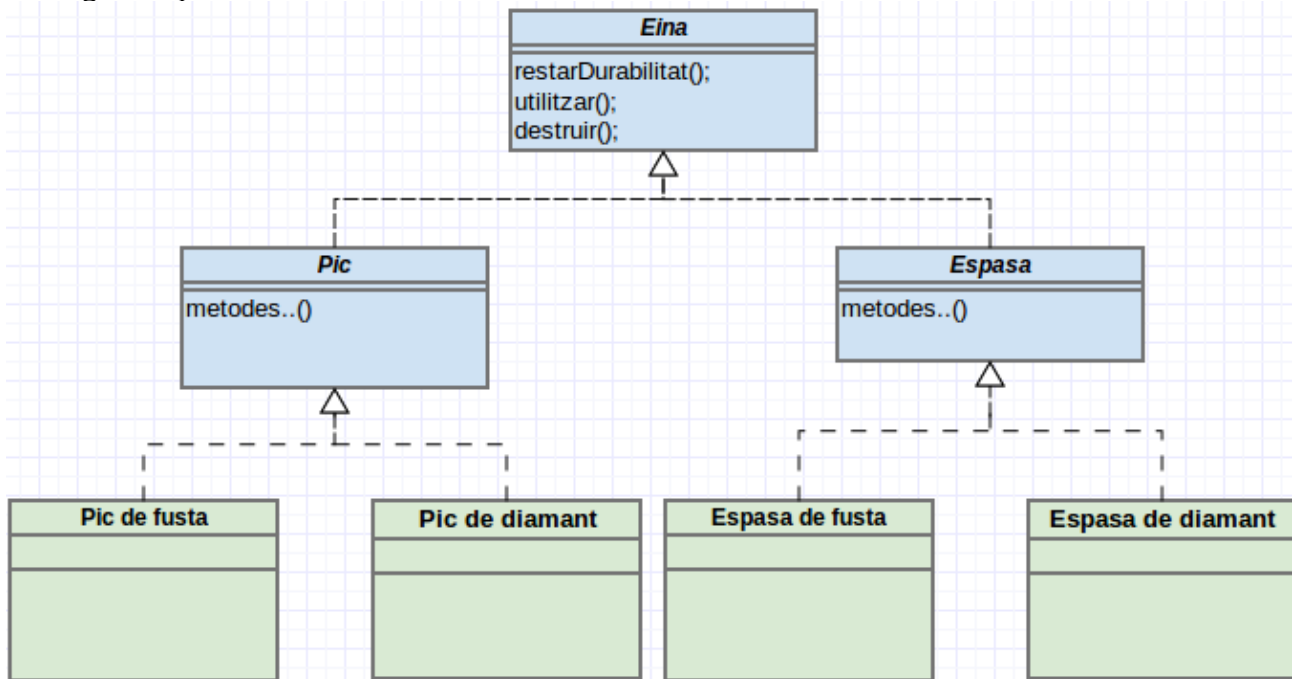 Eina
restarDurabilitat();
utilitzar();
destruir();
Pic
metodes..()
Espasa
metodes..()
Pic de fusta
Pic de diamant
Espasa de fusta
Espasa de diamant